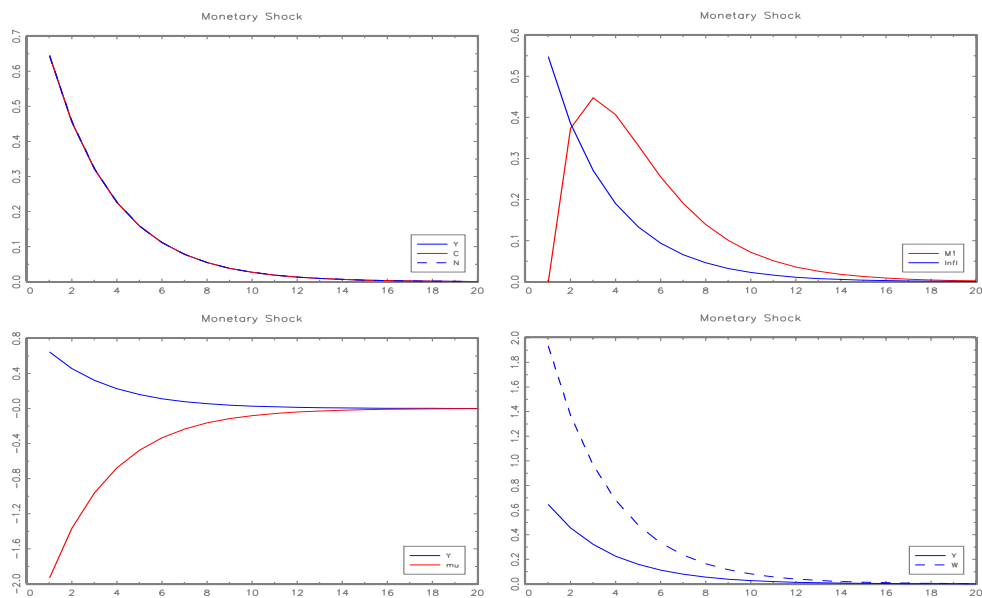 Monetary Shock
0.0 0.1 0.2 0.3 0.4 0.5 0.6 0.7
0 2 4 6 8 10 12 14 16 18 20
Y
C
N
Monetary Shock
0.0 0.1 0.2 0.3 0.4 0.5 0.6
0 2 4 6 8 10 12 14 16 18 20
M1
Infl
Monetary Shock
-2.0 -1.6 -1.2 -0.8 -0.4 -0.0 0.4 0.8
0 2 4 6 8 10 12 14 16 18 20
Y
mu
Monetary Shock
0.0 0.2 0.4 0.6 0.8 1.0 1.2 1.4 1.6 1.8 2.0
0 2 4 6 8 10 12 14 16 18 20
Y
W